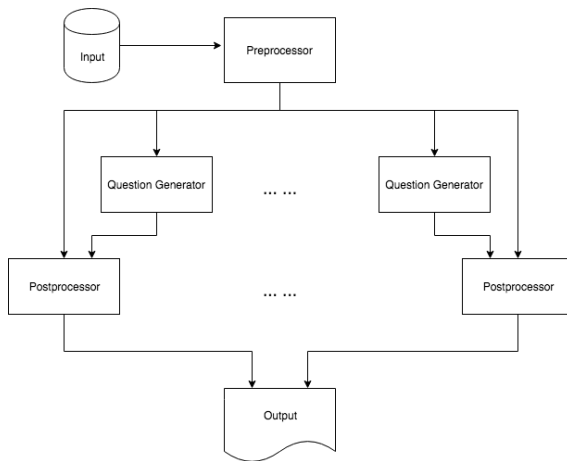 Input
Preprocessor
Question Generator
... ...
Question Generator
Postprocessor
... ...
Postprocessor
Output